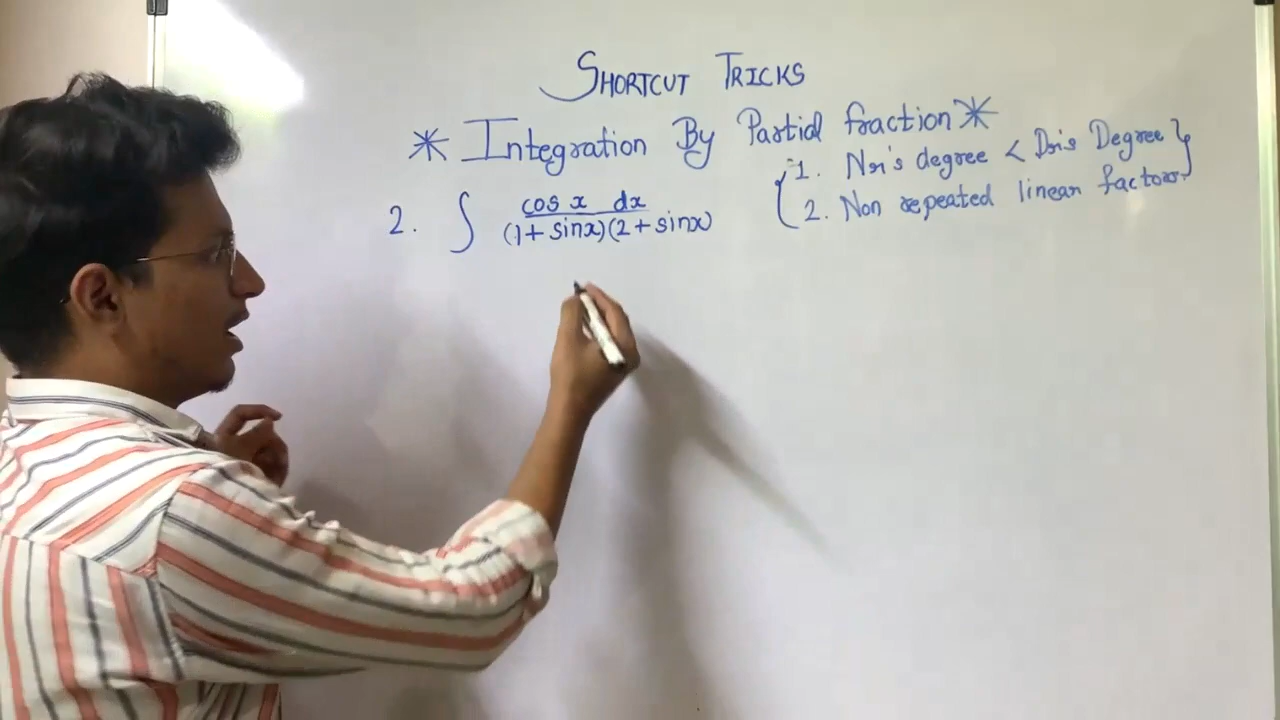 SHORTCUT TRICKS
* Integration By Partial fraction *
{ 1. Nr's degree < Dr's Degree }
2. Non repeated linear factors.
2. ∫ cos x dx / (1 + sinx)(2 + sinx)